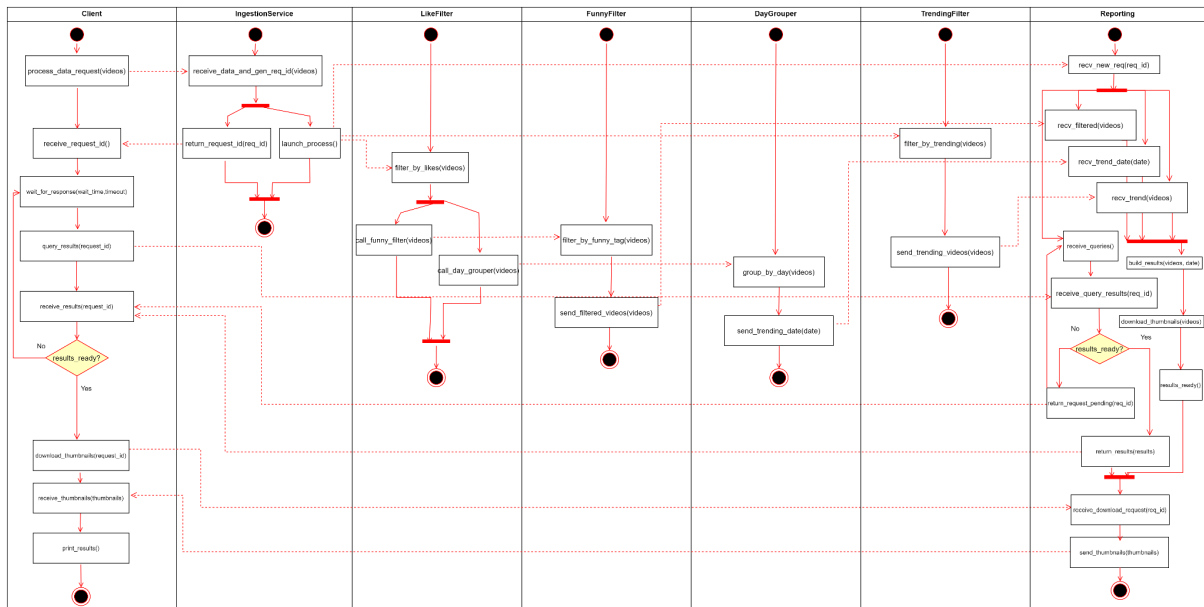 Client
IngestionService
LikeFilter
FunnyFilter
DayGrouper
TrendingFilter
Reporting
process_data_request(videos)
receive_request_id()
wait_for_response(wait_time,timeout)
query_results(request_id)
receive_results(request_id)
results_ready?
No
Yes
download_thumbnails(request_id)
receive_thumbnails(thumbnails)
print_results()
receive_data_and_gen_req_id(videos)
return_request_id(req_id)
launch_process()
filter_by_likes(videos)
call_funny_filter(videos)
call_day_grouper(videos)
filter_by_funny_tag(videos)
send_filtered_videos(videos)
group_by_day(videos)
send_trending_date(date)
filter_by_trending(videos)
send_trending_videos(videos)
recv_new_req(req_id)
recv_filtered(videos)
recv_trend_date(date)
recv_trend(videos)
receive_queries()
build_results(videos, date)
receive_query_results(req_id)
download_thumbnails(videos)
No
Yes
results_ready?
results_ready()
return_request_pending(req_id)
return_results(results)
receive_download_request(req_id)
send_thumbnails(thumbnails)